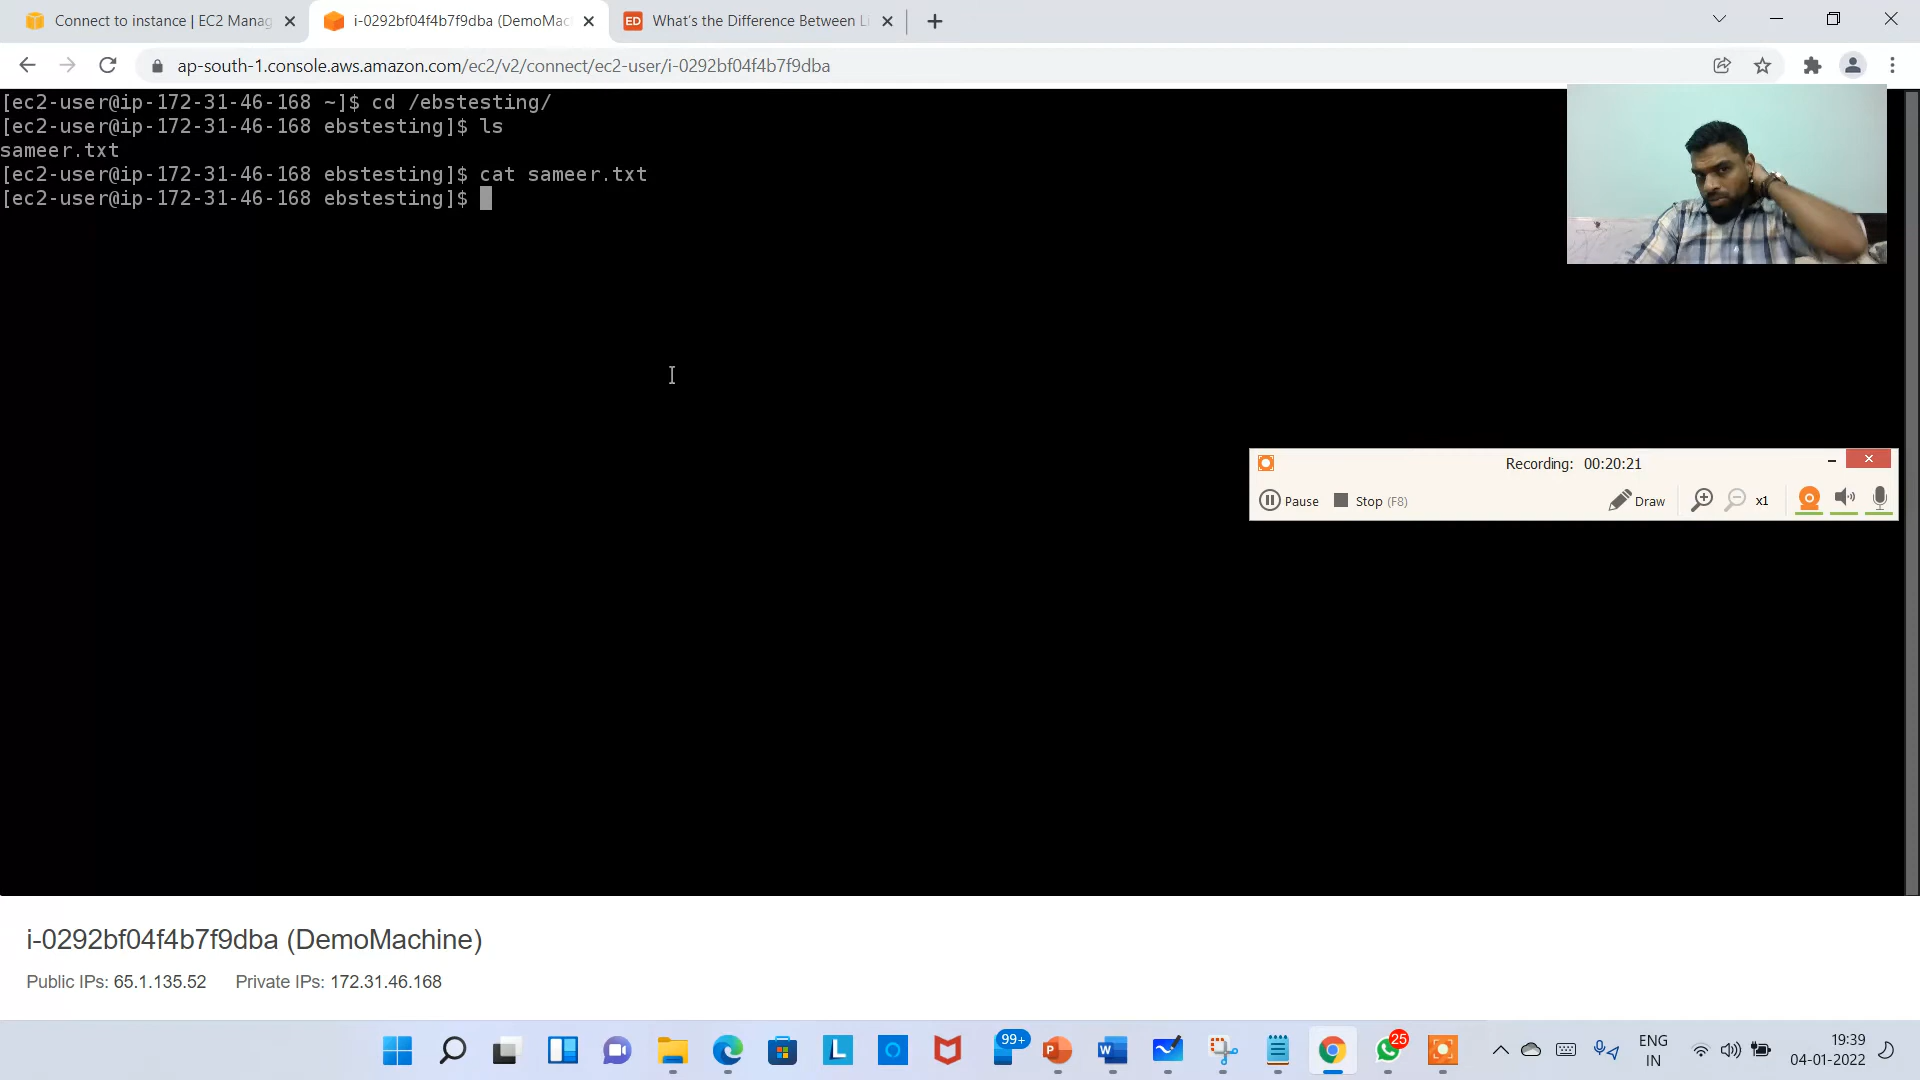 Connect to instance | EC2 Manag
i-0292bf04f4b7f9dba (DemoMac
ED
What's the Difference Between Li
ap-south-1.console.aws.amazon.com/ec2/v2/connect/ec2-user/i-0292bf04f4b7f9dba
[ec2-user@ip-172-31-46-168 ~]$ cd /ebstesting/
[ec2-user@ip-172-31-46-168 ebstesting]$ ls
sameer.txt
[ec2-user@ip-172-31-46-168 ebstesting]$ cat sameer.txt
[ec2-user@ip-172-31-46-168 ebstesting]$
Recording: 00:20:21
Pause
Stop (F8)
Draw
x1
i-0292bf04f4b7f9dba (DemoMachine)
Public IPs: 65.1.135.52
Private IPs: 172.31.46.168
L
99+
P
W
25
ENG
IN
19:39
04-01-2022